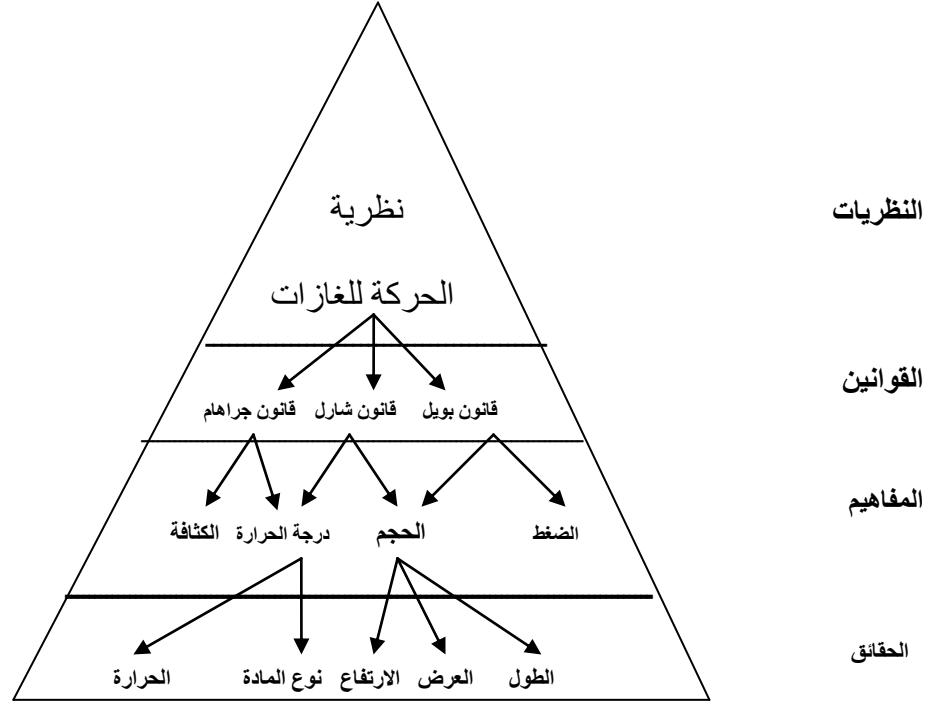 نظرية
النظريات
الحركة للغازات
القوانين
قانون بويل قانون شارل قانون جراهام
المفاهيم
الضغط الحجم درجة الحرارة الكثافة
الحقائق
الطول العرض الارتفاع نوع المادة الحرارة